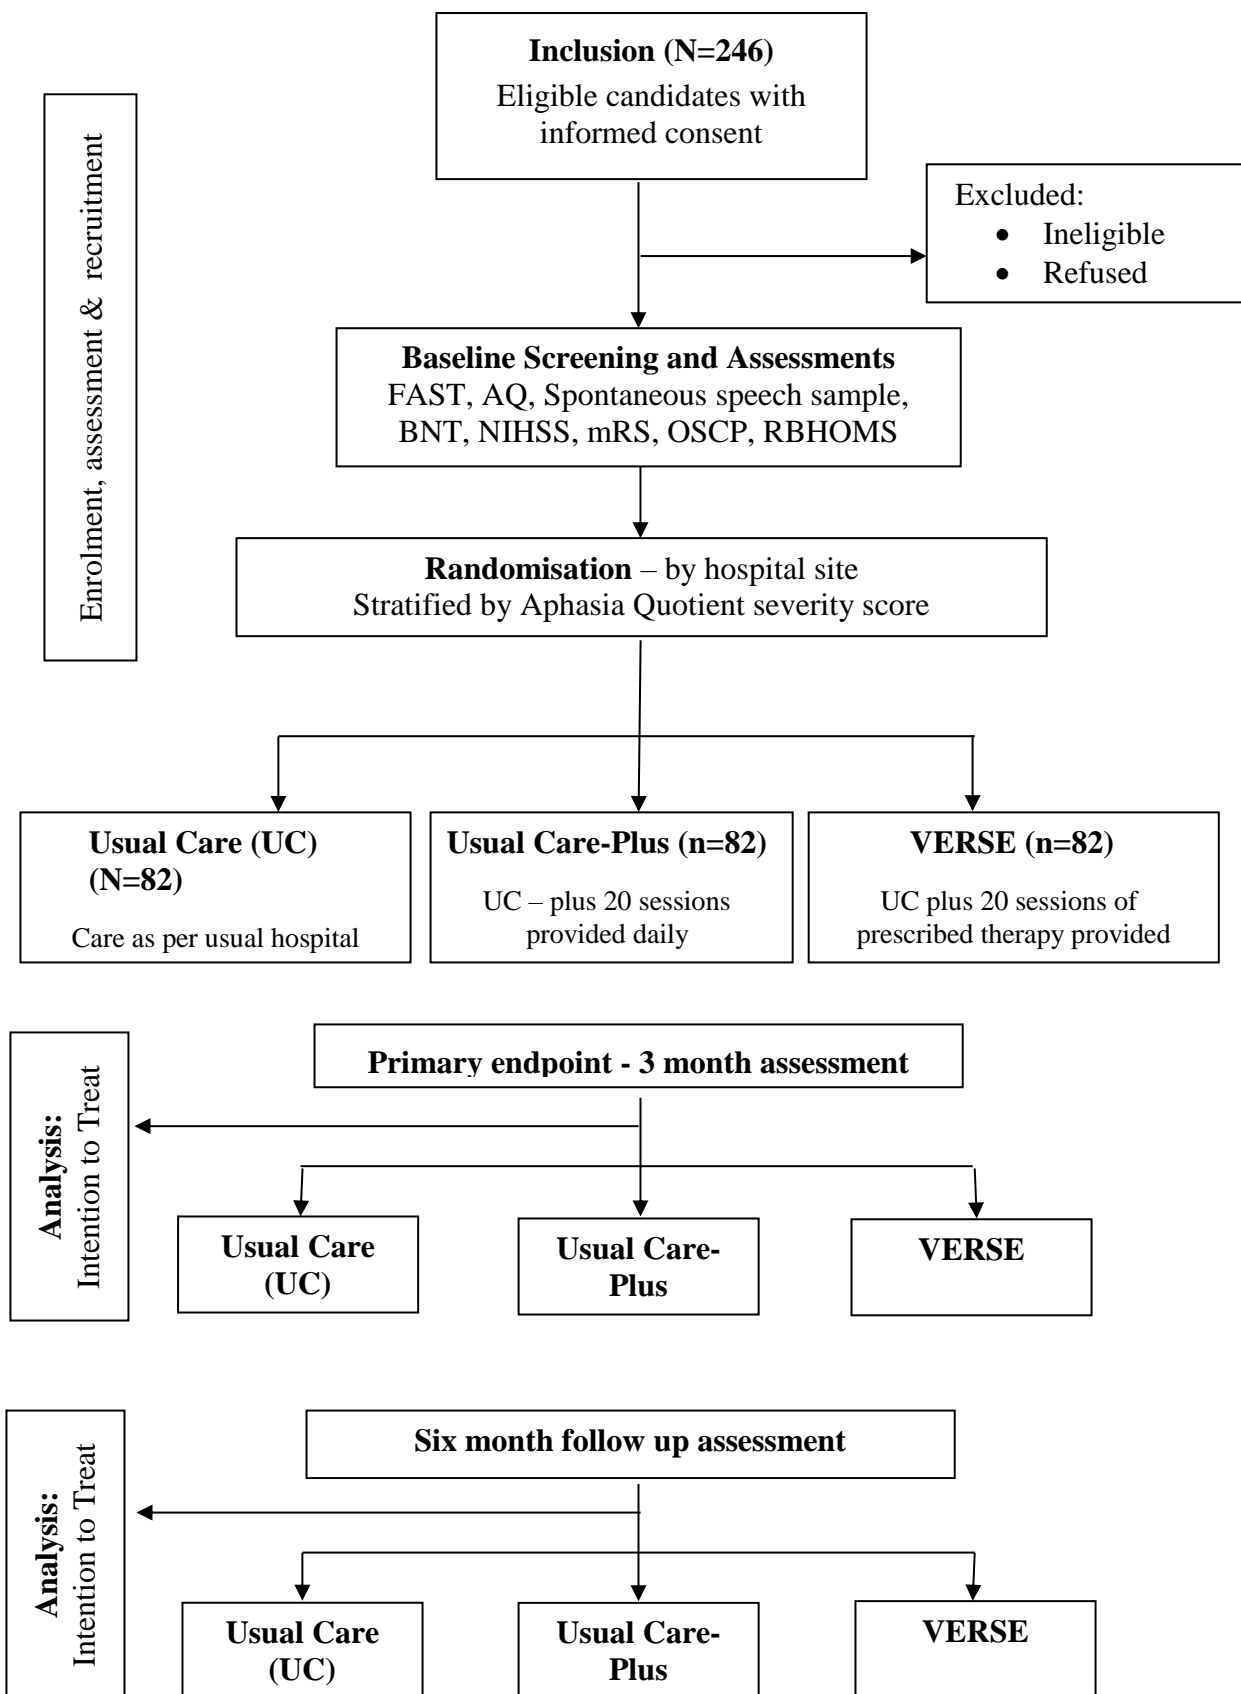 Inclusion (N=246)
Eligible candidates with
informed consent
Enrolment, assessment & recruitment
Excluded:
• Ineligible
• Refused
Baseline Screening and Assessments
FAST, AQ, Spontaneous speech sample,
BNT, NIHSS, mRS, OSCP, RBHOMS
Randomisation – by hospital site
Stratified by Aphasia Quotient severity score
Usual Care (UC)
(N=82)
Care as per usual hospital
Usual Care-Plus (n=82)
UC – plus 20 sessions
provided daily
VERSE (n=82)
UC plus 20 sessions of
prescribed therapy provided
Primary endpoint - 3 month assessment
Analysis:
Intention to Treat
Usual Care
(UC)
Usual Care-
Plus
VERSE
Six month follow up assessment
Analysis:
Intention to Treat
Usual Care
(UC)
Usual Care-
Plus
VERSE